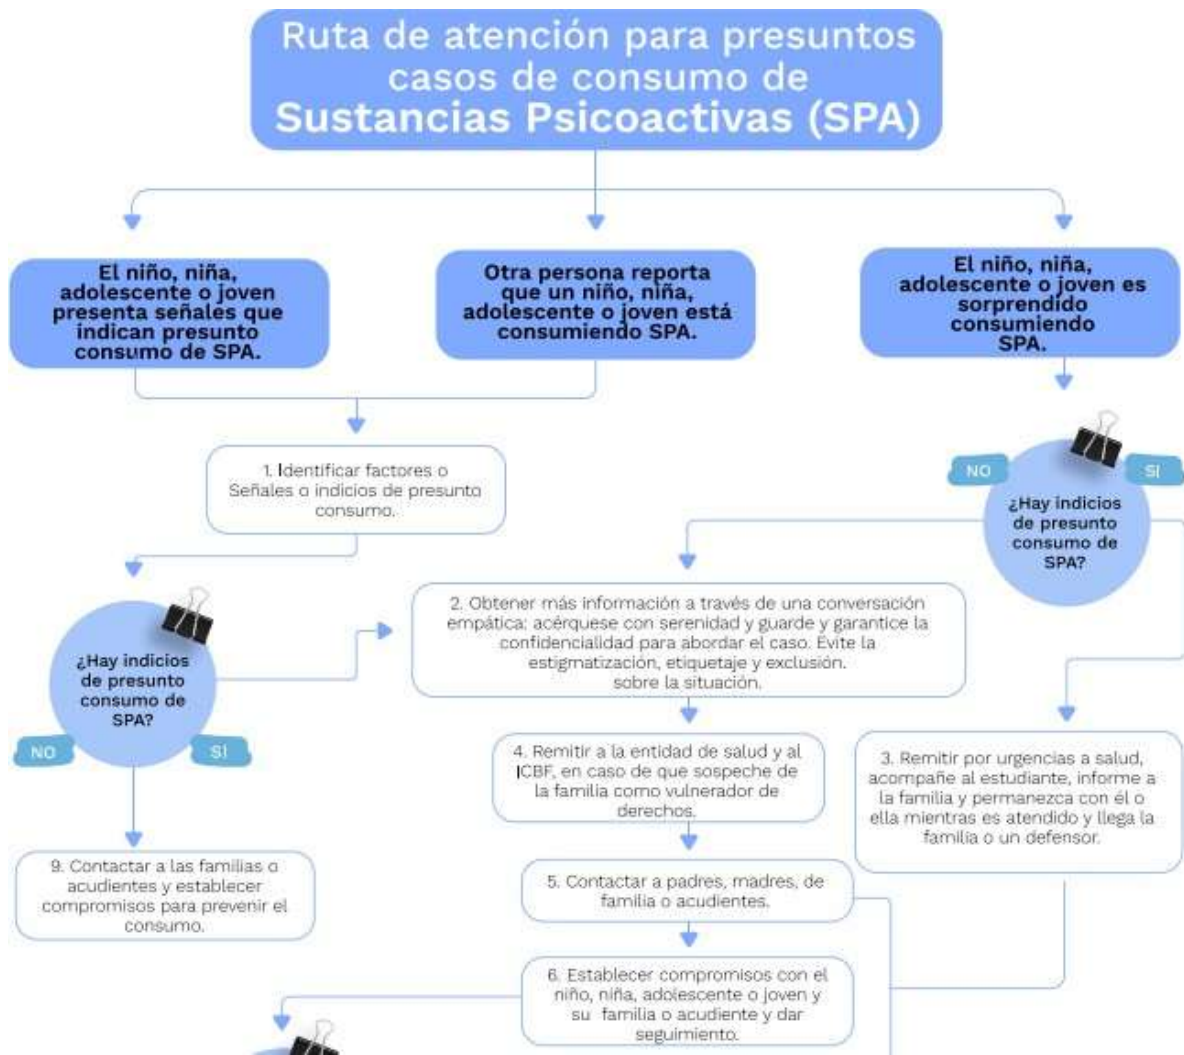 Ruta de atención para presuntos
casos de consumo de
Sustancias Psicoactivas (SPA)
El niño, niña,
adolescente o joven
presenta señales que
indican presunto
consumo de SPA.
Otra persona reporta
que un niño, niña,
adolescente o joven está
consumiendo SPA.
El niño, niña,
adolescente o joven es
sorprendido
consumiendo
SPA.
1. Identificar factores o
Señales o indicios de presunto
consumo.
NO
SI
¿Hay indicios
de presunto
consumo de
SPA?
2. Obtener más información a través de una conversación
empática: acérquese con serenidad y guarde y garantice la
confidencialidad para abordar el caso. Evite la
estigmatización, etiquetaje y exclusión.
sobre la situación.
¿Hay indicios
de presunto
consumo de
SPA?
NO
SI
4. Remitir a la entidad de salud y al
ICBF, en caso de que sospeche de
la familia como vulnerador de
derechos.
3. Remitir por urgencias a salud,
acompañe al estudiante, informe a
la familia y permanezca con él o
ella mientras es atendido y llega la
familia o un defensor.
9. Contactar a las familias o
acudientes y establecer
compromisos para prevenir el
consumo.
5. Contactar a padres, madres, de
familia o acudientes.
6. Establecer compromisos con el
niño, niña, adolescente o joven y
su familia o acudiente y dar
seguimiento.